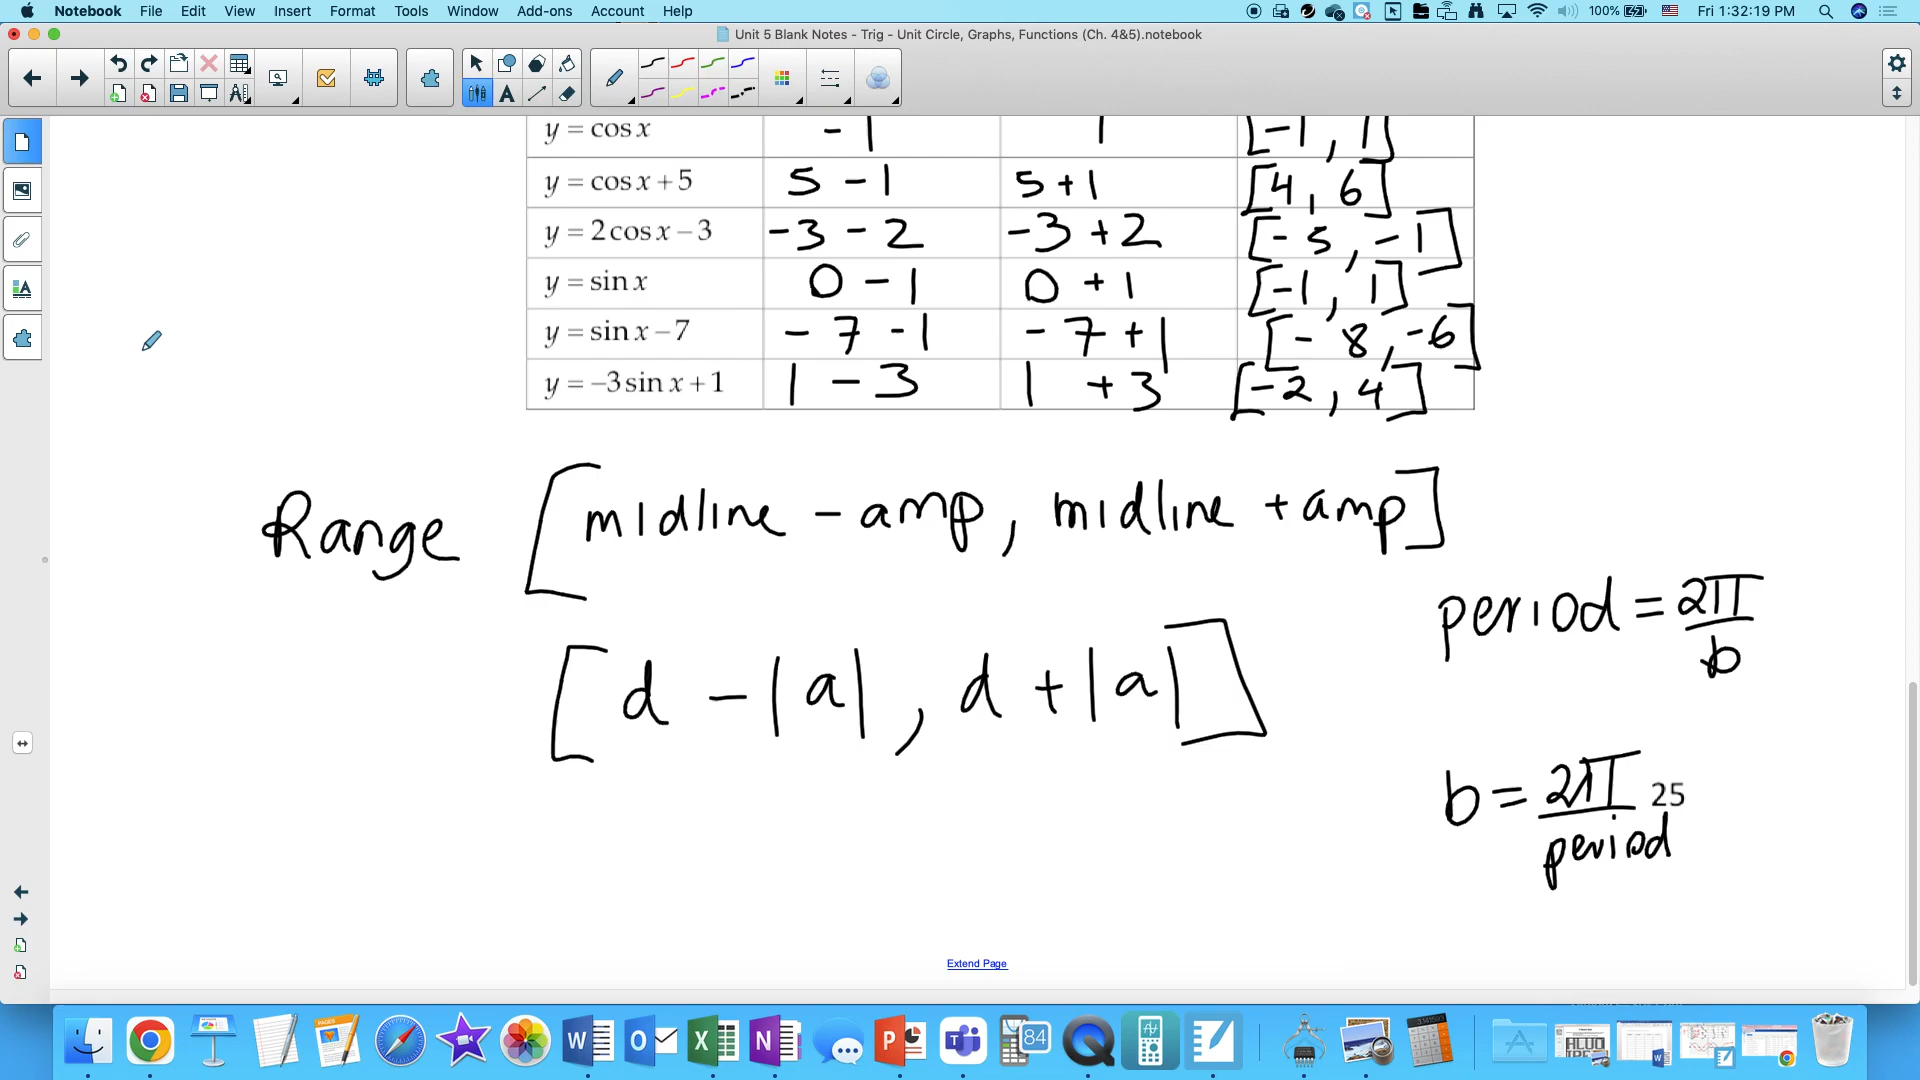 Notebook File Edit View Insert Format Tools Window Add-ons Account Help 100% Fri 1:32:19 PM
Unit 5 Blank Notes - Trig - Unit Circle, Graphs, Functions (Ch. 4&5).notebook
y = cos x - 1 1 [-1, 1]
y = cos x + 5 5 - 1 5 + 1 [4, 6]
y = 2 cos x - 3 -3 - 2 -3 + 2 [-5, -1]
y = sin x 0 - 1 0 + 1 [-1, 1]
y = sin x - 7 - 7 - 1 - 7 + 1 [- 8, -6]
y = -3 sin x + 1 1 - 3 1 + 3 [-2, 4]
Range [midline - amp, midline + amp]
period = 2π/b
[d - |a|, d + |a|]
b = 2π/period 25
Extend Page
84